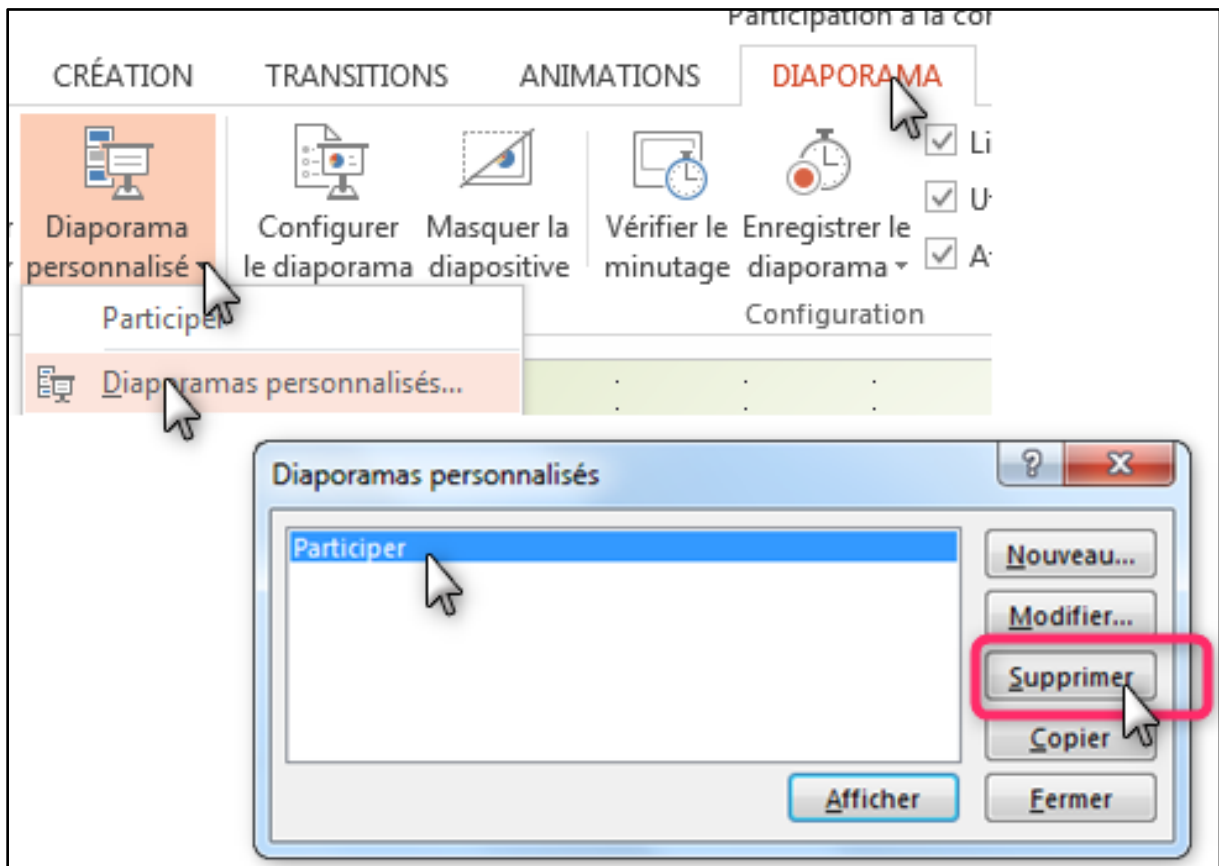 Participation à la
CRÉATION TRANSITIONS ANIMATIONS DIAPORAMA
Diaporama
personnalisé
Configurer
le diaporama
Masquer la
diapositive
Vérifier le
minutage
Enregistrer le
diaporama
Li
Configuration
Participer
Diaporamas personnalisés...
Diaporamas personnalisés
?
Participer
Nouveau...
Modifier...
Supprimer
Copier
Afficher
Fermer